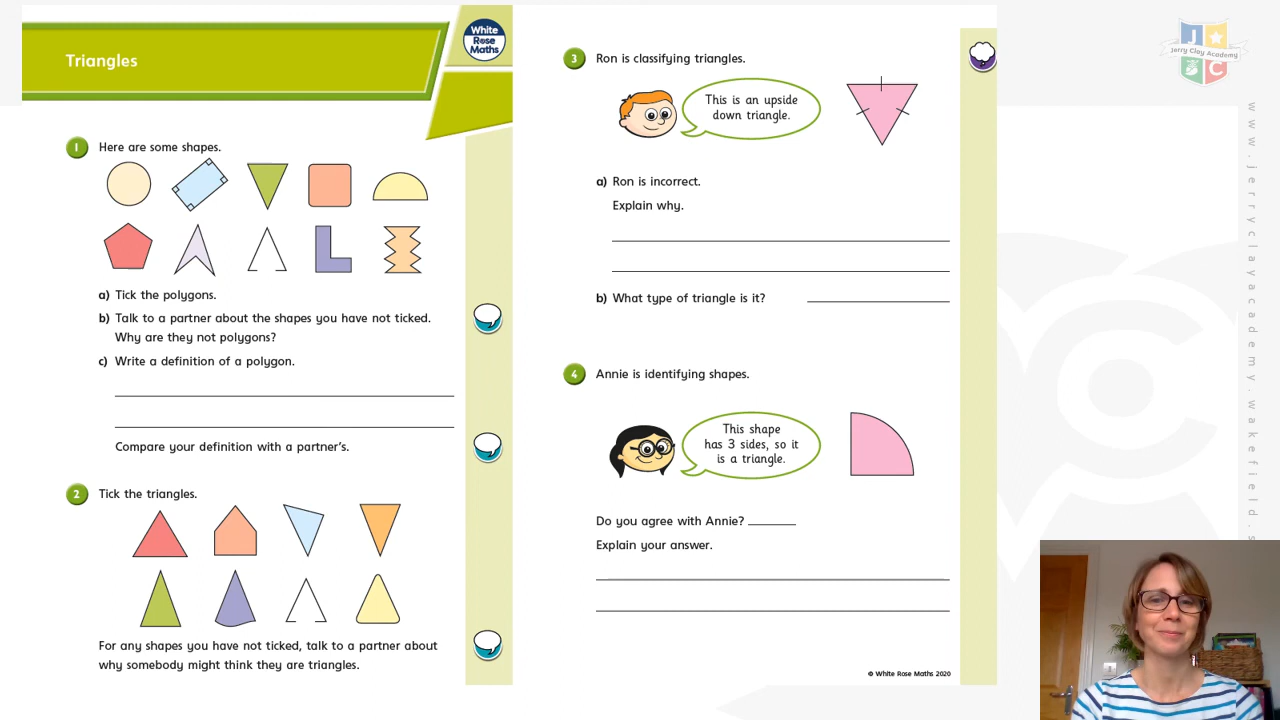 Triangles
White
Rose
Maths
1 Here are some shapes.
a) Tick the polygons.
b) Talk to a partner about the shapes you have not ticked.
Why are they not polygons?
c) Write a definition of a polygon.
Compare your definition with a partner's.
2 Tick the triangles.
For any shapes you have not ticked, talk to a partner about
why somebody might think they are triangles.
3 Ron is classifying triangles.
This is an upside
down triangle.
a) Ron is incorrect.
Explain why.
b) What type of triangle is it?
4 Annie is identifying shapes.
This shape
has 3 sides, so it
is a triangle.
Do you agree with Annie?
Explain your answer.
© White Rose Maths 2020
J
Jerry Clay Academy
C
www.jerryclayacademy.wakefield.s